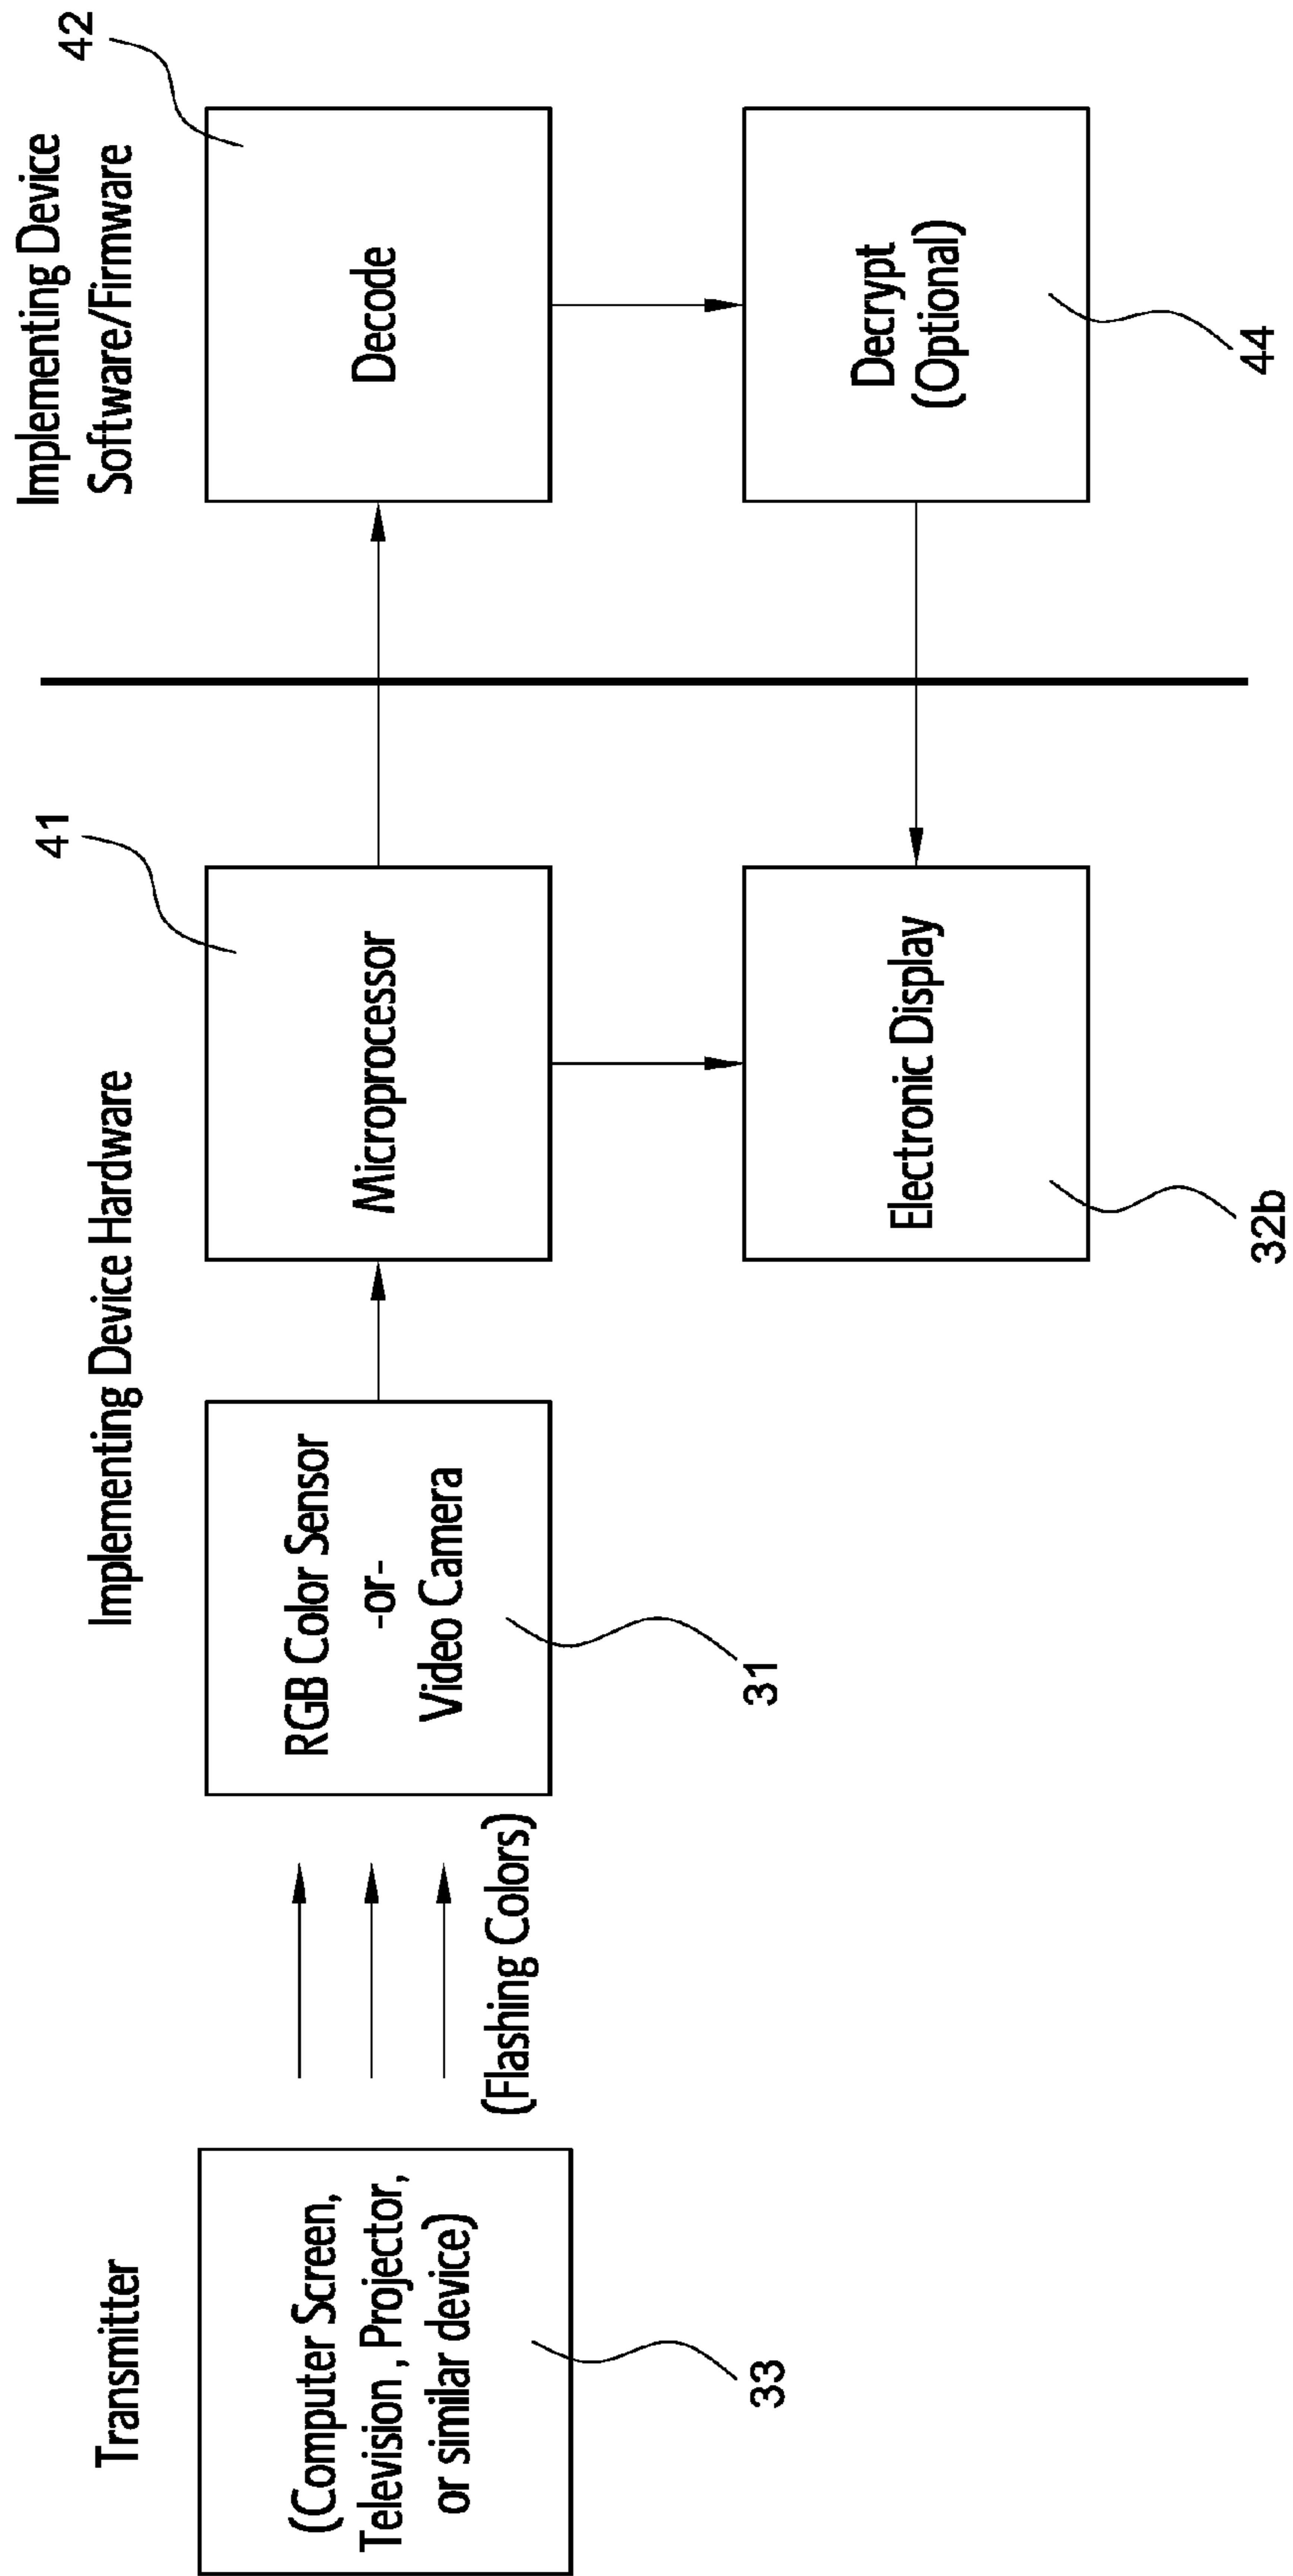 Transmitter
(Computer Screen,
Television , Projector,
or similar device)
33
(Flashing Colors)
Implementing Device Hardware
RGB Color Sensor
-or-
Video Camera
31
Microprocessor
41
Electronic Display
32b
Implementing Device
Software/Firmware
Decode
42
Decrypt
(Optional)
44